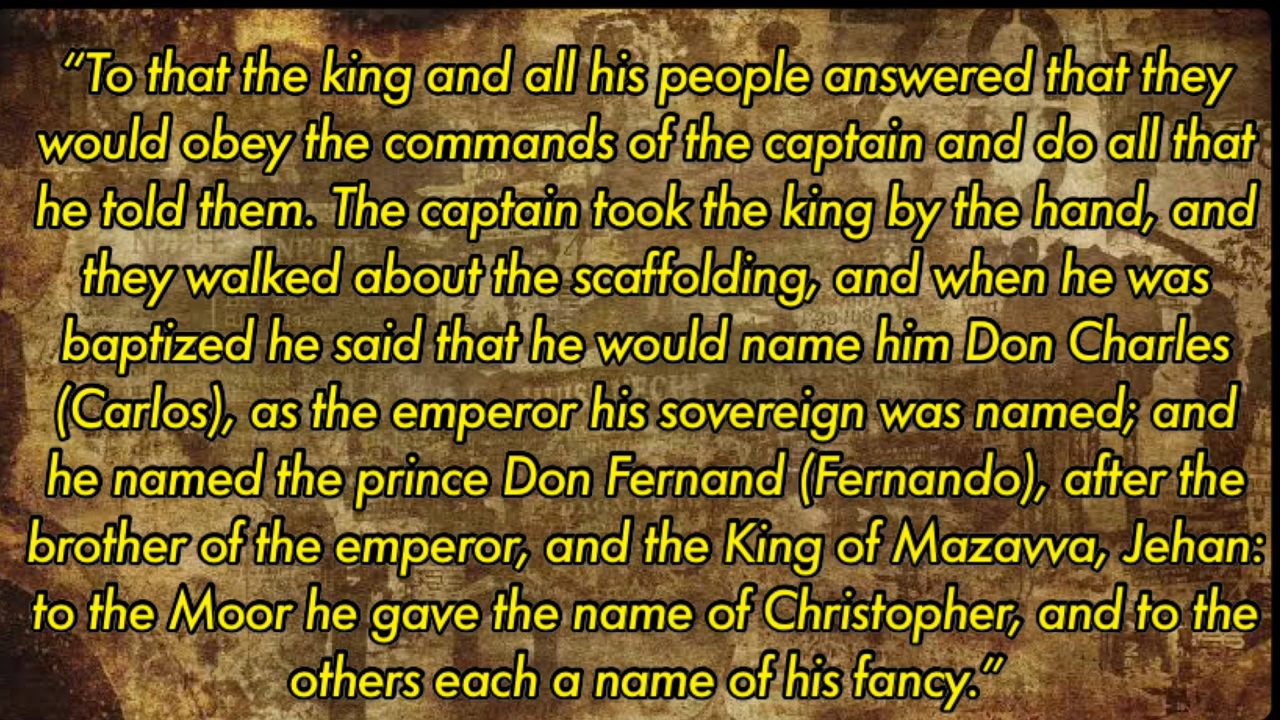 “To that the king and all his people answered that they
would obey the commands of the captain and do all that
he told them. The captain took the king by the hand, and
they walked about the scaffolding, and when he was
baptized he said that he would name him Don Charles
(Carlos), as the emperor his sovereign was named; and
he named the prince Don Fernand (Fernando), after the
brother of the emperor, and the King of Mazavva, Jehan:
to the Moor he gave the name of Christopher, and to the
others each a name of his fancy.”